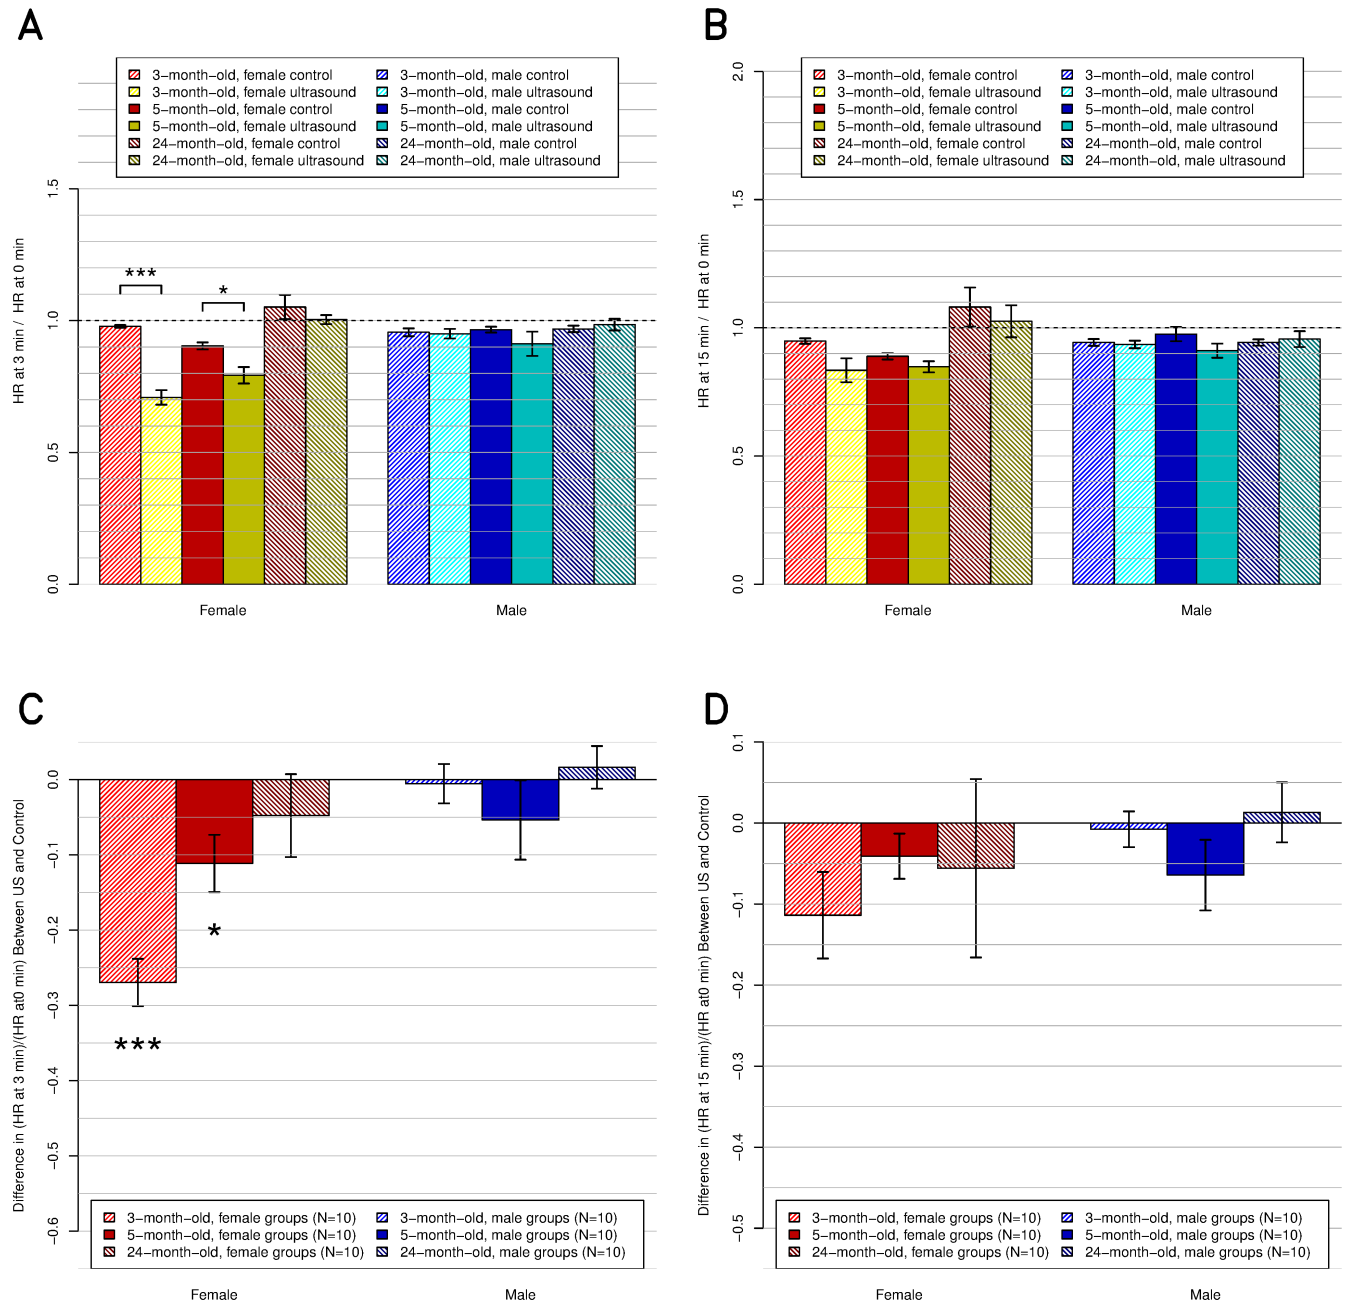 A
3-month-old, female control
3-month-old, female ultrasound
5-month-old, female control
5-month-old, female ultrasound
24-month-old, female control
24-month-old, female ultrasound
3-month-old, male control
3-month-old, male ultrasound
5-month-old, male control
5-month-old, male ultrasound
24-month-old, male control
24-month-old, male ultrasound
HR at 3 min / HR at 0 min
1.5
1.0
0.5
0.0
***
*
Female
Male
B
3-month-old, female control
3-month-old, female ultrasound
5-month-old, female control
5-month-old, female ultrasound
24-month-old, female control
24-month-old, female ultrasound
3-month-old, male control
3-month-old, male ultrasound
5-month-old, male control
5-month-old, male ultrasound
24-month-old, male control
24-month-old, male ultrasound
HR at 15 min / HR at 0 min
2.0
1.5
1.0
0.5
0.0
Female
Male
C
Difference in (HR at 3 min)/(HR at0 min) Between US and Control
0.0
-0.1
-0.2
-0.3
-0.4
-0.5
-0.6
***
*
3-month-old, female groups (N=10)
5-month-old, female groups (N=10)
24-month-old, female groups (N=10)
3-month-old, male groups (N=10)
5-month-old, male groups (N=10)
24-month-old, male groups (N=10)
Female
Male
D
Difference in (HR at 15 min)/(HR at0 min) Between US and Control
0.1
0.0
-0.1
-0.2
-0.3
-0.4
-0.5
3-month-old, female groups (N=10)
5-month-old, female groups (N=10)
24-month-old, female groups (N=10)
3-month-old, male groups (N=10)
5-month-old, male groups (N=10)
24-month-old, male groups (N=10)
Female
Male